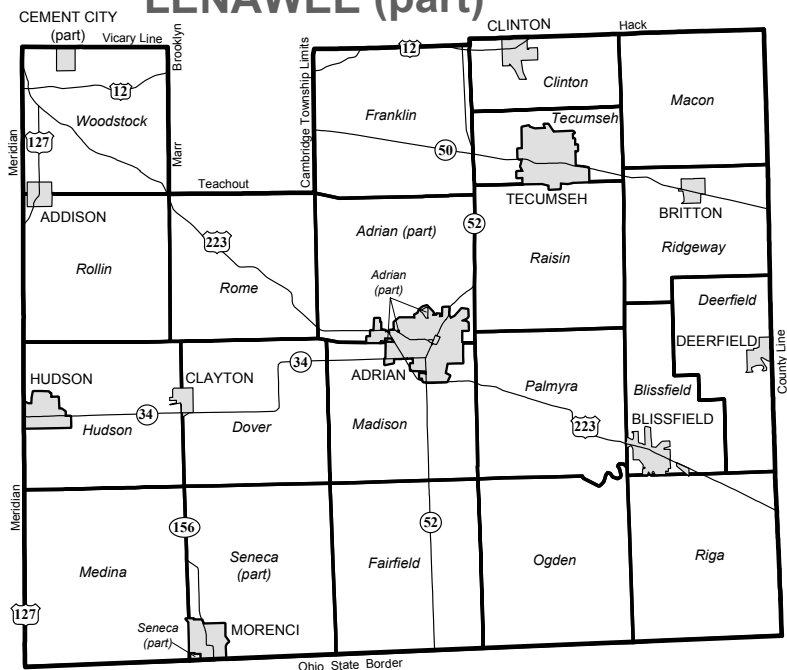 LENAWEE (part)
CEMENT CITY
(part)
Vicary Line
Brooklyn
Cambridge Township Limits
12
CLINTON
Hack
12
Clinton
Macon
Woodstock
Franklin
Tecumseh
127
Meridian
Marr
50
Teachout
TECUMSEH
BRITTON
ADDISON
52
223
Adrian (part)
Ridgeway
Rollin
Rome
Raisin
Adrian
(part)
Deerfield
DEERFIELD
County Line
34
ADRIAN
HUDSON
CLAYTON
Palmyra
Blissfield
BLISSFIELD
34
Hudson
Dover
Madison
223
Meridian
156
52
Medina
Seneca
(part)
Fairfield
Ogden
Riga
127
Seneca
(part)
MORENCI
Ohio State Border